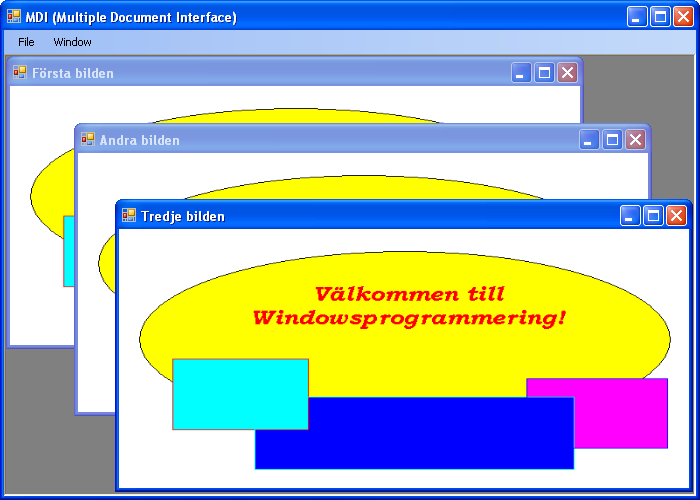 MDI (Multiple Document Interface)
File Window
Första bilden
Andra bilden
Tredje bilden
Välkommen till
Windowsprogrammering!